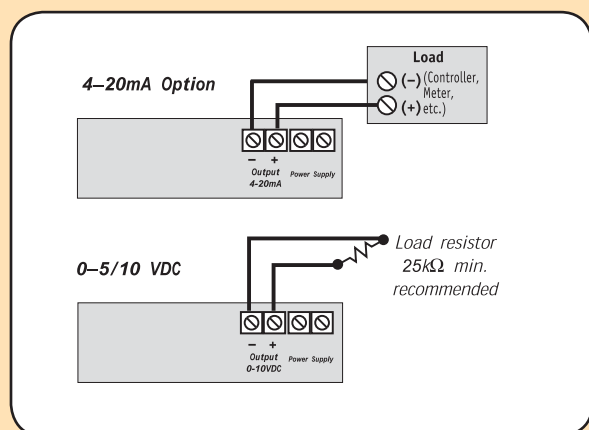 4–20mA Option
Load
(–) (Controller,
Meter,
(+) etc.)
– +
Output
4-20mA
Power Supply
0–5/10 VDC
Load resistor
25kΩ min.
recommended
– +
Output
0-10VDC
Power Supply